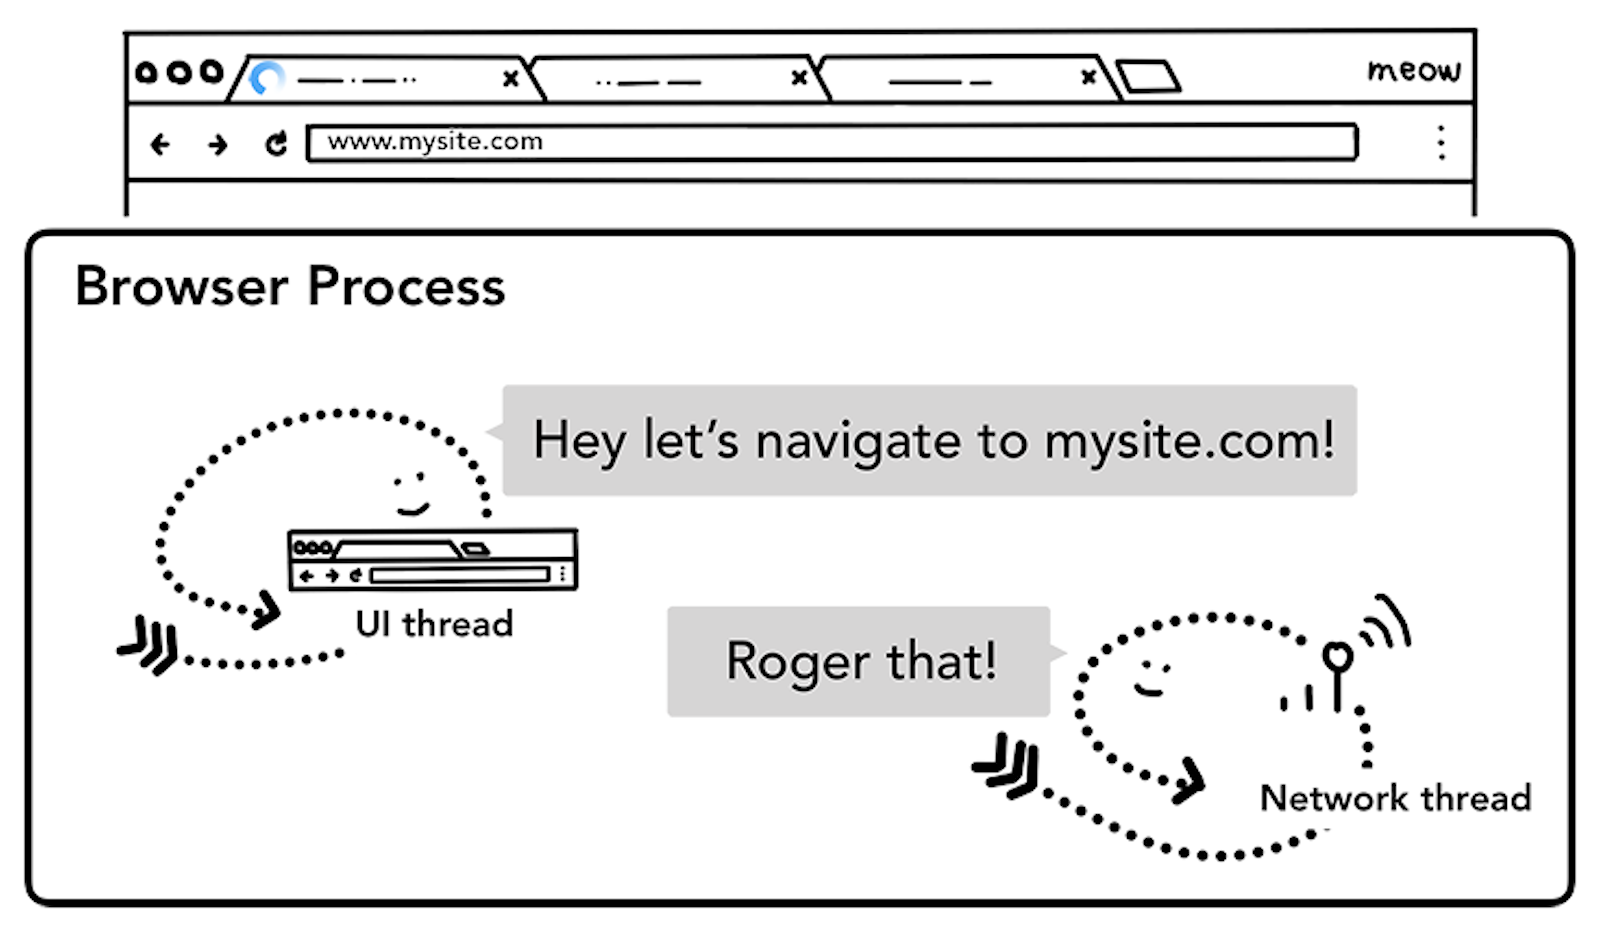 meow
www.mysite.com
Browser Process
Hey let’s navigate to mysite.com!
UI thread
Roger that!
Network thread